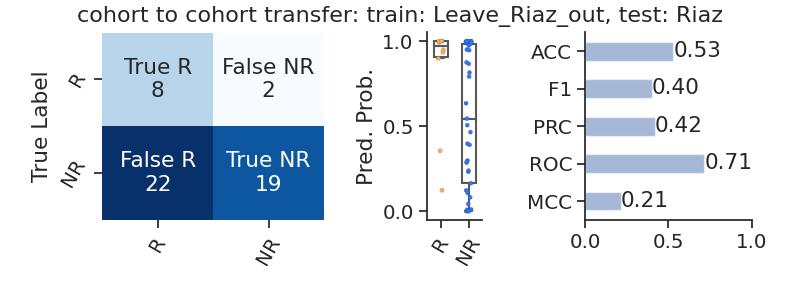 cohort to cohort transfer: train: Leave_Riaz_out, test: Riaz
True Label
R
NR
True R
8
False NR
2
False R
22
True NR
19
R
NR
Pred. Prob.
1.0
0.5
0.0
R
NR
ACC
0.53
F1
0.40
PRC
0.42
ROC
0.71
MCC
0.21
0.0
0.5
1.0